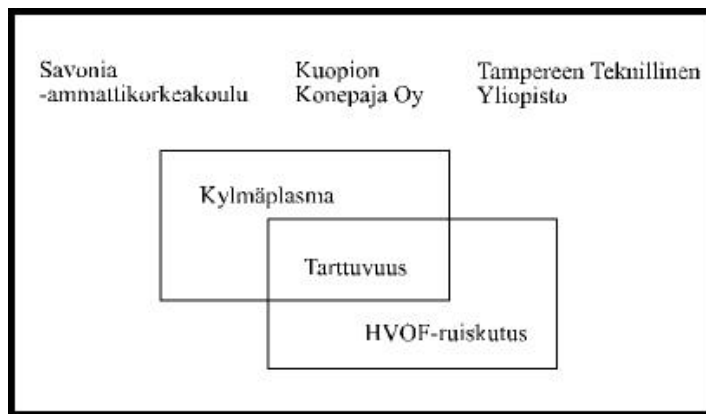 Savonia
-ammattikorkeakoulu
Kuopion
Konepaja Oy
Tampereen Teknillinen
Yliopisto
Kylmäplasma
Tarttuvuus
HVOF-ruiskutus